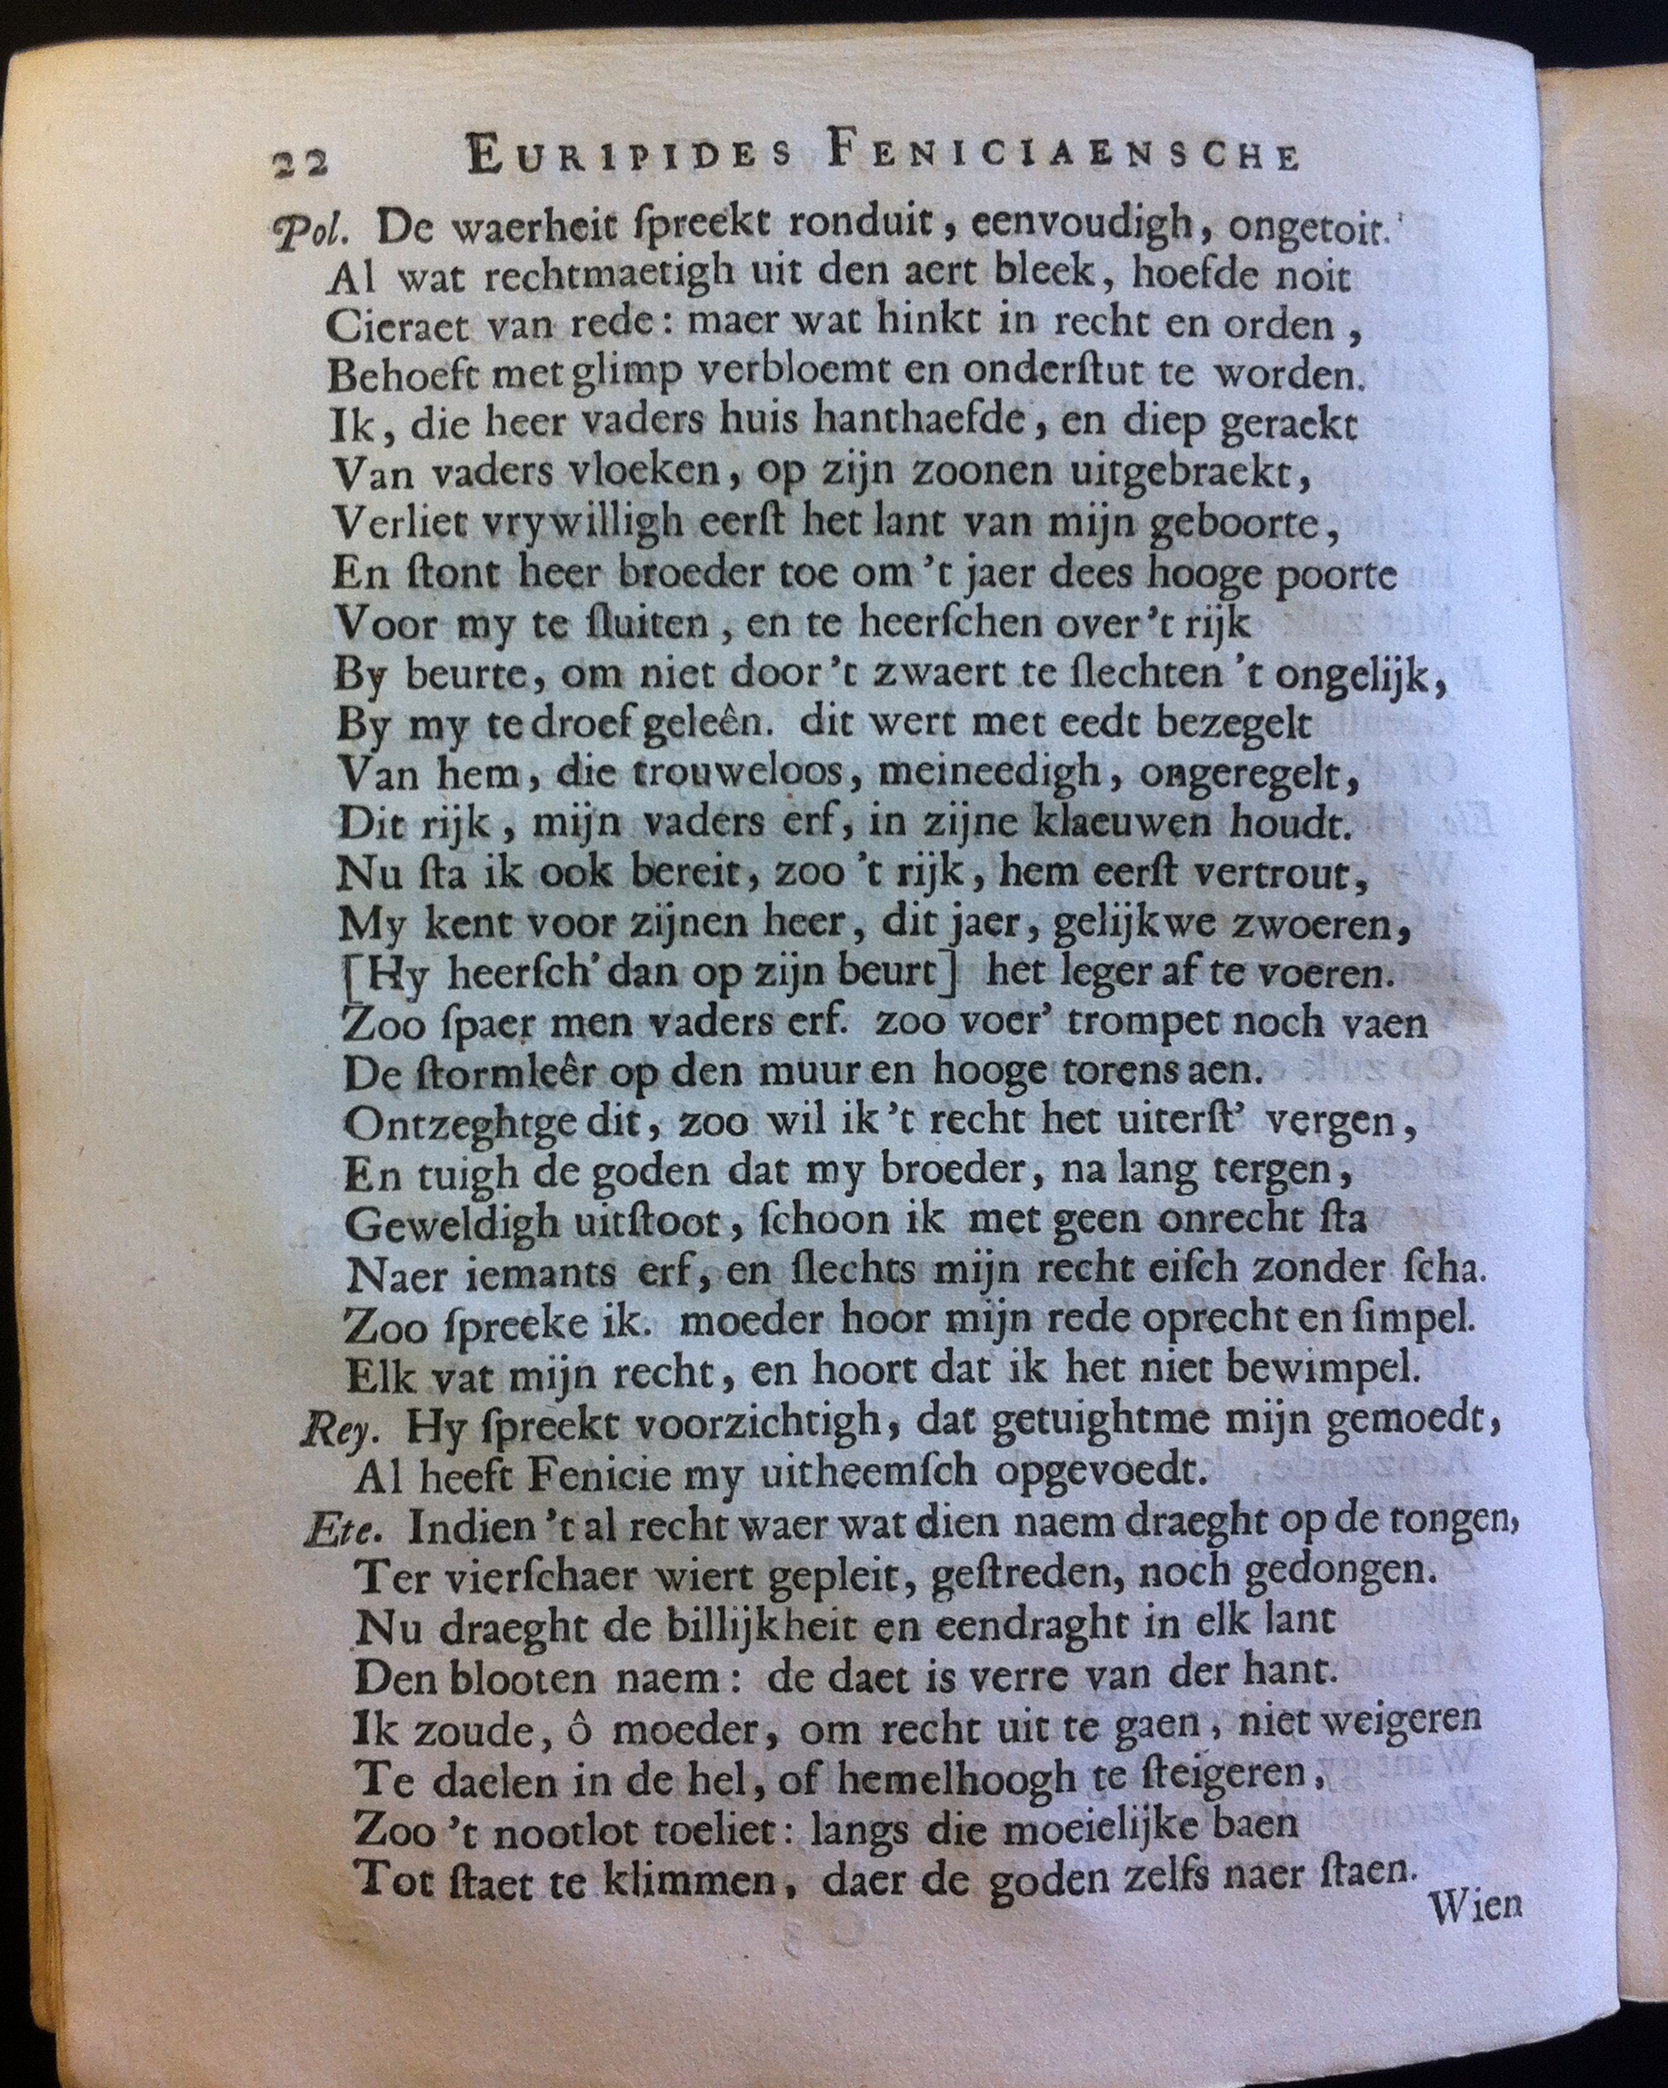 22 EURIPIDES FENICIAENSCHE
Pol. De waerheit ſpreekt ronduit, eenvoudigh, ongetoit.
Al wat rechtmaetigh uit den aert bleek, hoefde noit
Cieraet van rede: maer wat hinkt in recht en orden,
Behoeft met glimp verbloemt en onderſtut te worden.
Ik, die heer vaders huis hanthaefde, en diep geraekt
Van vaders vloeken, op zijn zoonen uitgebraekt,
Verliet vrywilligh eerſt het lant van mijn geboorte,
En ſtont heer broeder toe om 't jaer dees hooge poorte
Voor my te ſluiten, en te heerſchen over 't rijk
By beurte, om niet door 't zwaert te ſlechten 't ongelijk,
By my te droef geleên. dit wert met eedt bezegelt
Van hem, die trouweloos, meineedigh, ongeregelt,
Dit rijk, mijn vaders erf, in zijne klaeuwen houdt.
Nu ſta ik ook bereit, zoo 't rijk, hem eerſt vertrout,
My kent voor zijnen heer, dit jaer, gelijk we zwoeren,
[Hy heerſch' dan op zijn beurt] het leger af te voeren.
Zoo ſpaer men vaders erf. zoo voer' trompet noch vaen
De ſtormleêr op den muur en hooge torens aen.
Ontzeghtge dit, zoo wil ik 't recht het uiterſt' vergen,
En tuigh de goden dat my broeder, na lang tergen,
Geweldigh uitſtoot, ſchoon ik met geen onrecht ſta
Naer iemants erf, en ſlechts mijn recht eiſch zonder ſcha.
Zoo ſpreeke ik. moeder hoor mijn rede oprecht en ſimpel.
Elk vat mijn recht, en hoort dat ik het niet bewimpel.
Rey. Hy ſpreekt voorzichtigh, dat getuightme mijn gemoedt,
Al heeft Fenicie my uitheemſch opgevoedt.
Ete. Indien 't al recht waer wat dien naem draeght op de tongen,
Ter vierſchaer wiert gepleit, geſtreden, noch gedongen.
Nu draeght de billijkheit en eendraght in elk lant
Den blooten naem: de daet is verre van der hant.
Ik zoude, ô moeder, om recht uit te gaen, niet weigeren
Te daelen in de hel, of hemelhoogh te ſteigeren,
Zoo 't nootlot toeliet: langs die moeielijke baen
Tot ſtaet te klimmen, daer de goden zelfs naer ſtaen.
Wien